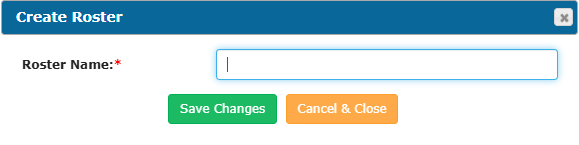 Create Roster
Roster Name:*
Save Changes
Cancel & Close